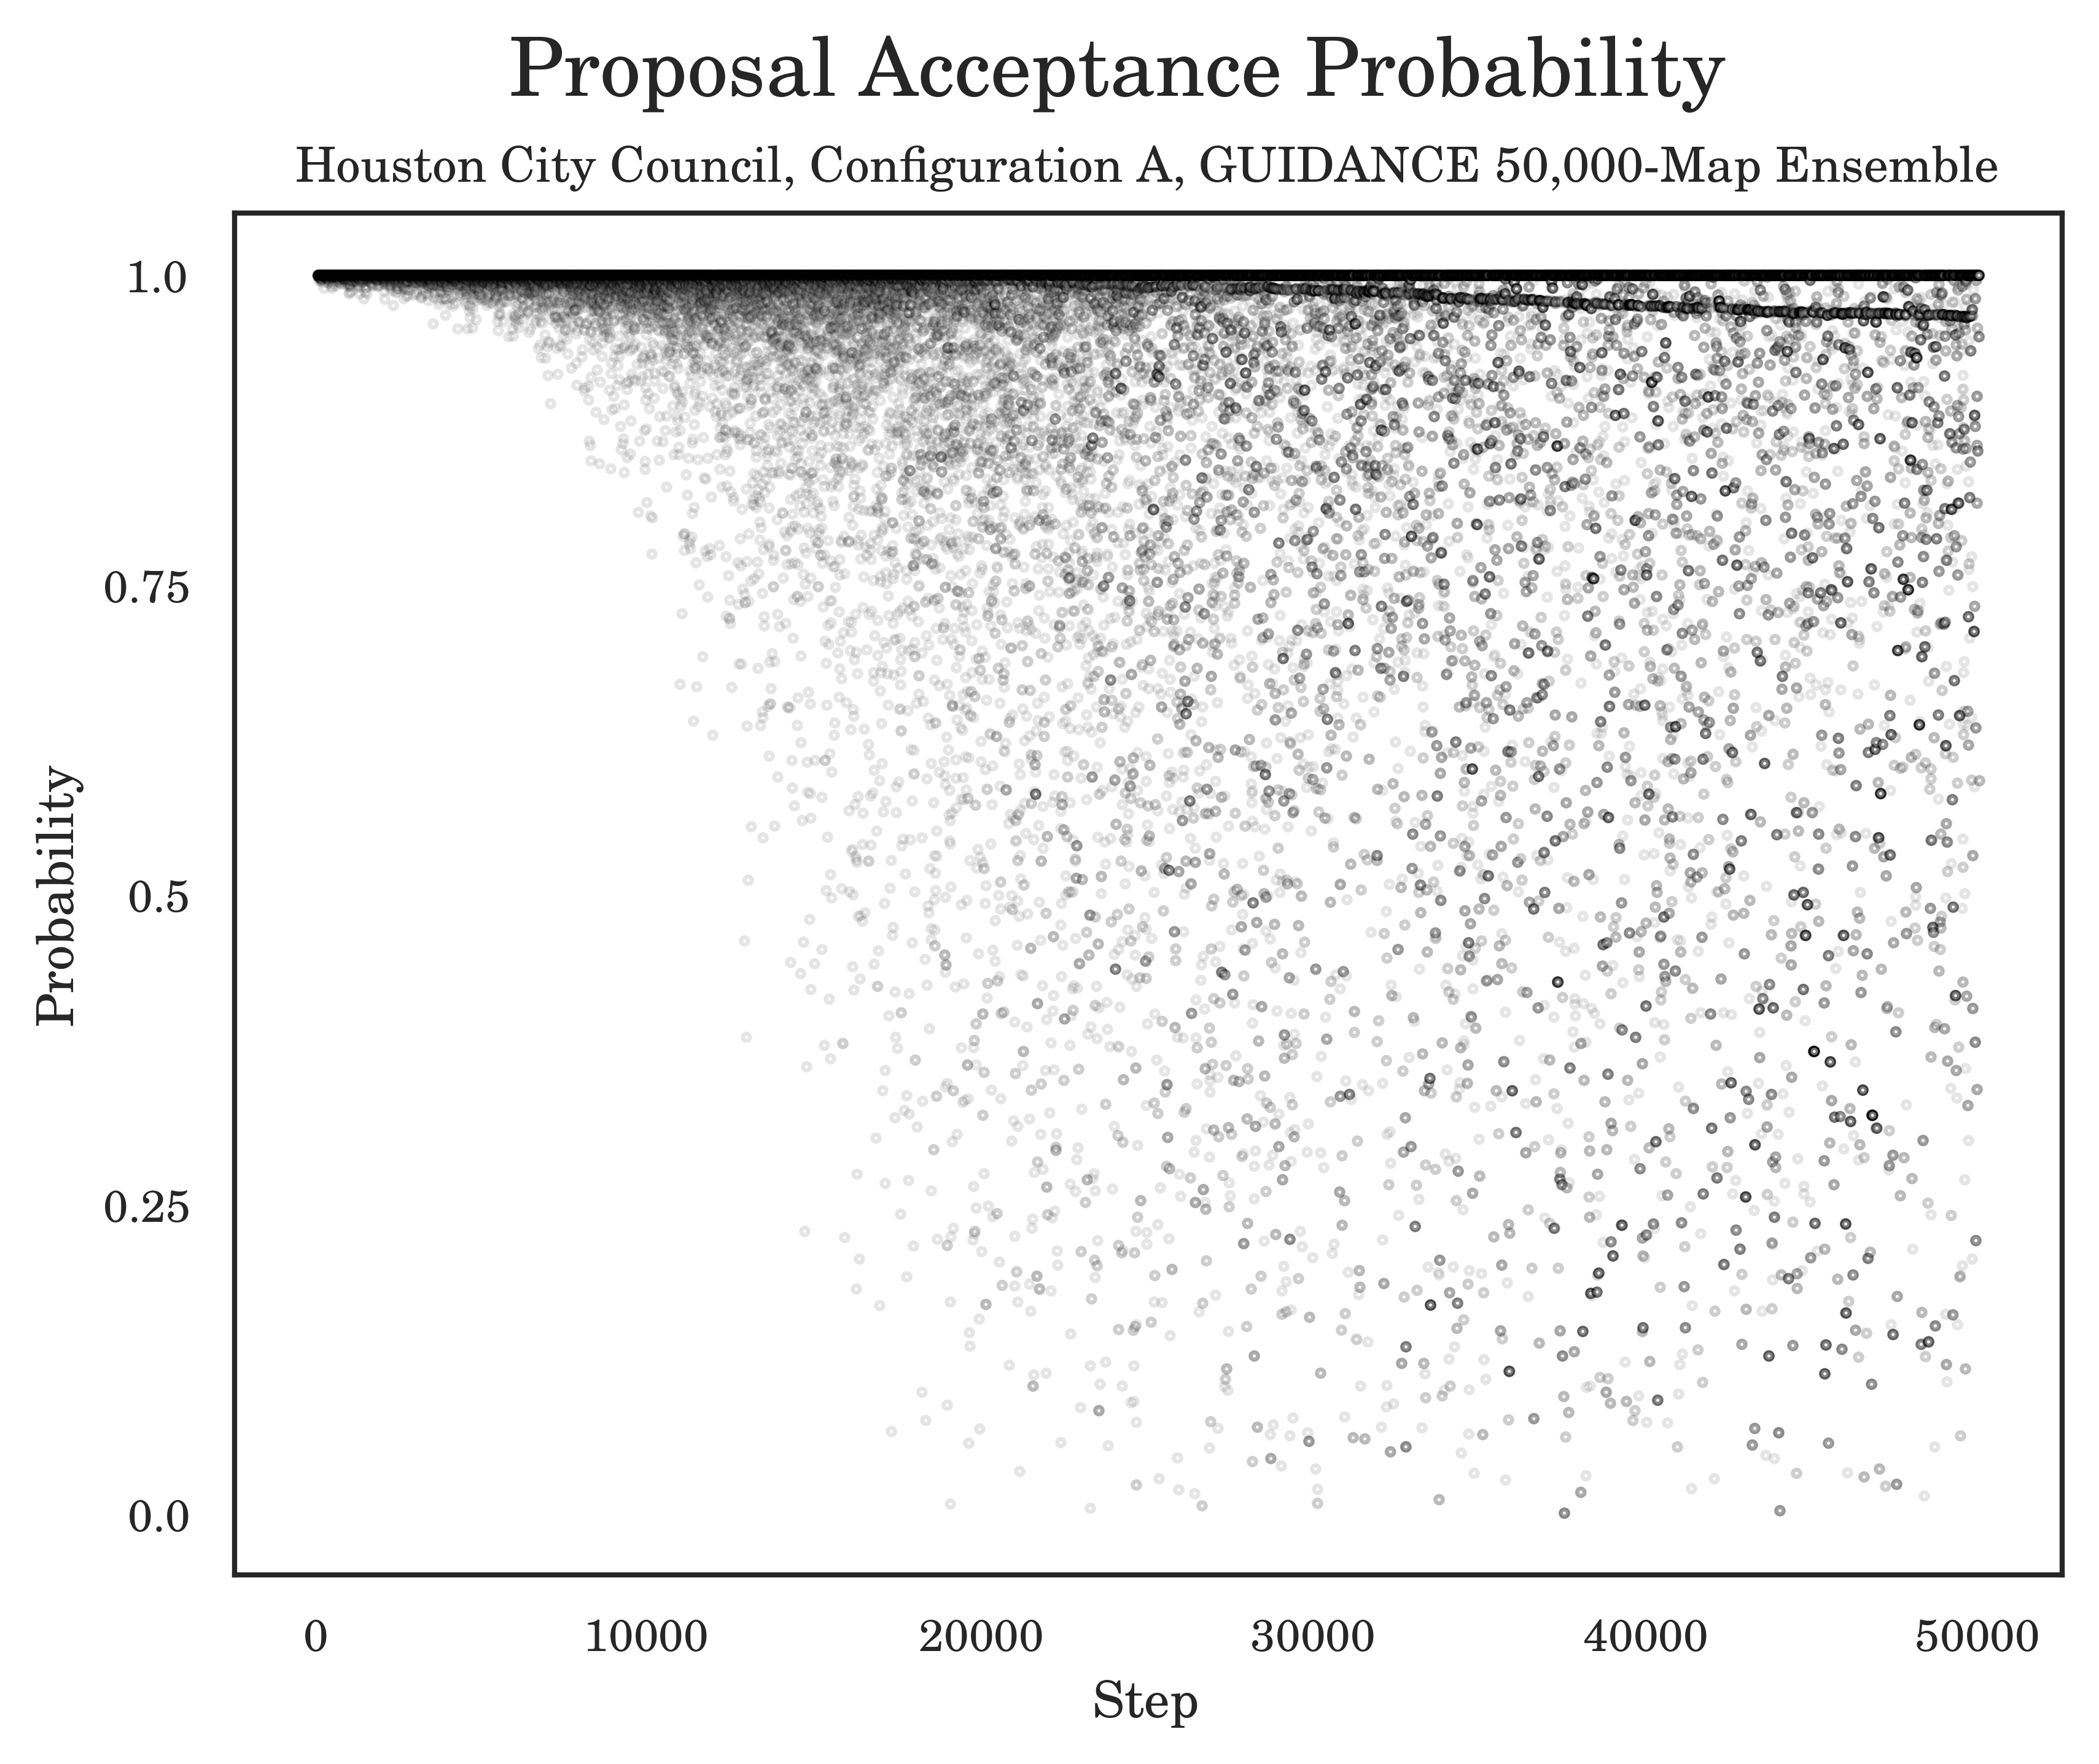 Proposal Acceptance Probability
Houston City Council, Configuration A, GUIDANCE 50,000-Map Ensemble
1.0
0.75
0.5
0.25
0.0
Probability
0 10000 20000 30000 40000 50000
Step